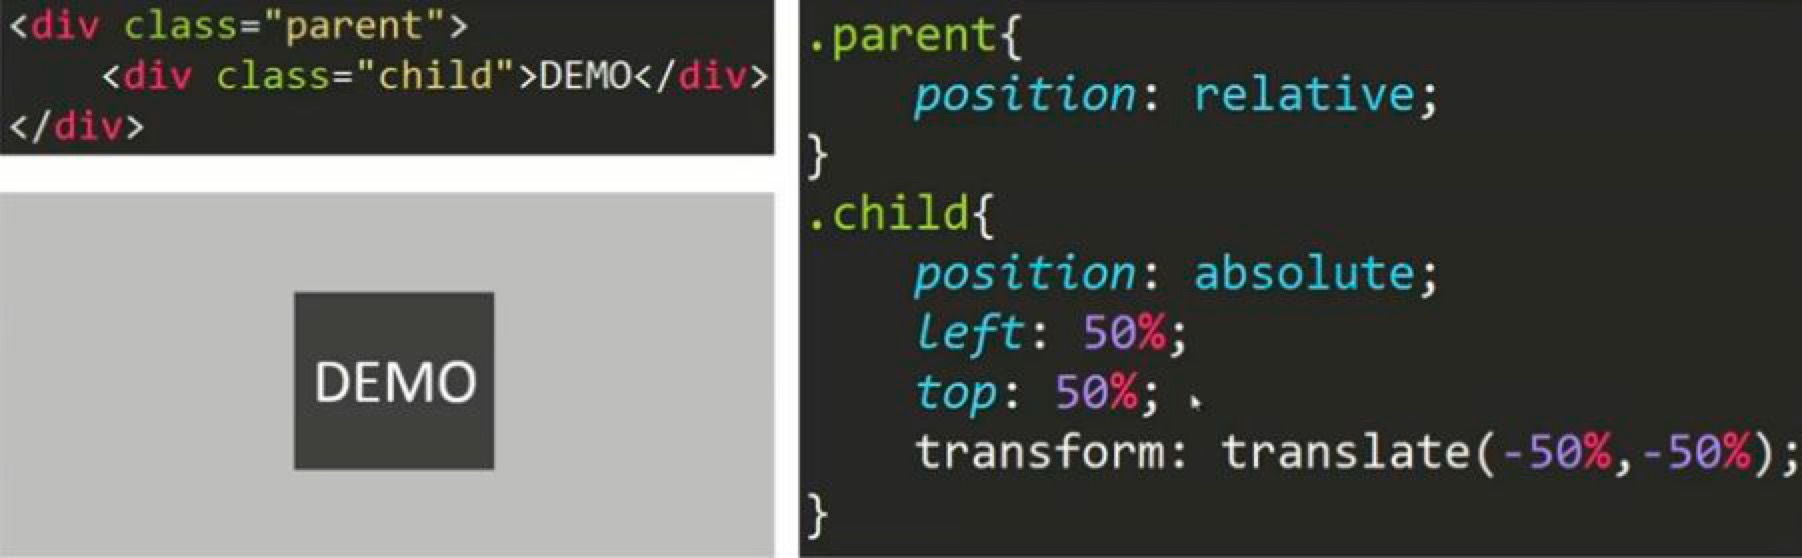 <div class="parent">
    <div class="child">DEMO</div>
</div>
DEMO
.parent{
    position: relative;
}
.child{
    position: absolute;
    left: 50%;
    top: 50%;
    transform: translate(-50%,-50%);
}